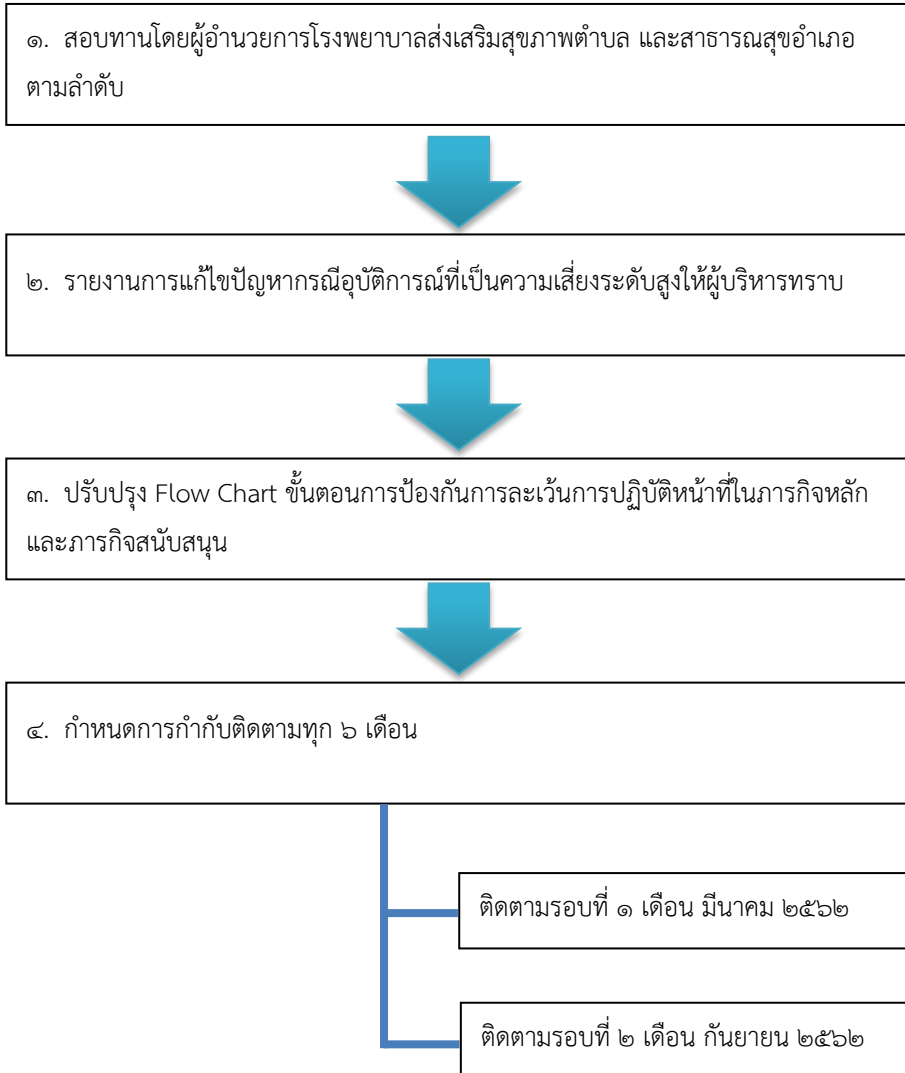 ๑. สอบทานโดยผู้อำนวยการโรงพยาบาลส่งเสริมสุขภาพตำบล และสาธารณสุขอำเภอ
ตามลำดับ
๒. รายงานการแก้ไขปัญหากรณีอุบัติการณ์ที่เป็นความเสี่ยงระดับสูงให้ผู้บริหารทราบ
๓. ปรับปรุง Flow Chart ขั้นตอนการป้องกันการละเว้นการปฏิบัติหน้าที่ในภารกิจหลัก
และภารกิจสนับสนุน
๔. กำหนดการกำกับติดตามทุก ๖ เดือน
ติดตามรอบที่ ๑ เดือน มีนาคม ๒๕๖๒
ติดตามรอบที่ ๒ เดือน กันยายน ๒๕๖๒